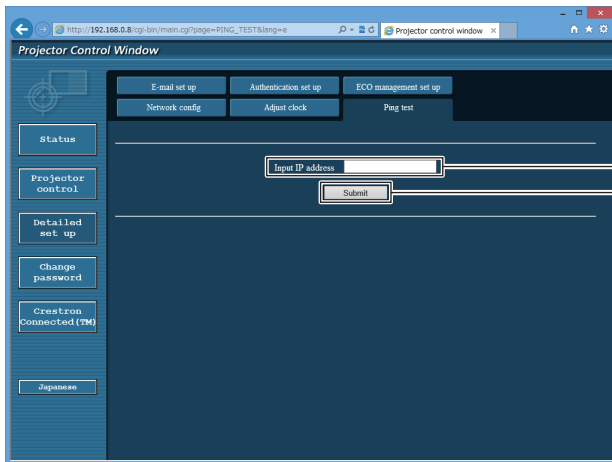 http://192.168.0.8/cgi-bin/main.cgi?page=PING_TEST&lang=e
Projector control window
Projector Control Window
E-mail set up
Authentication set up
ECO management set up
Network config
Adjust clock
Ping test
Status
Projector
control
Detailed
set up
Change
password
Crestron
Connected(TM)
Japanese
Input IP address
Submit